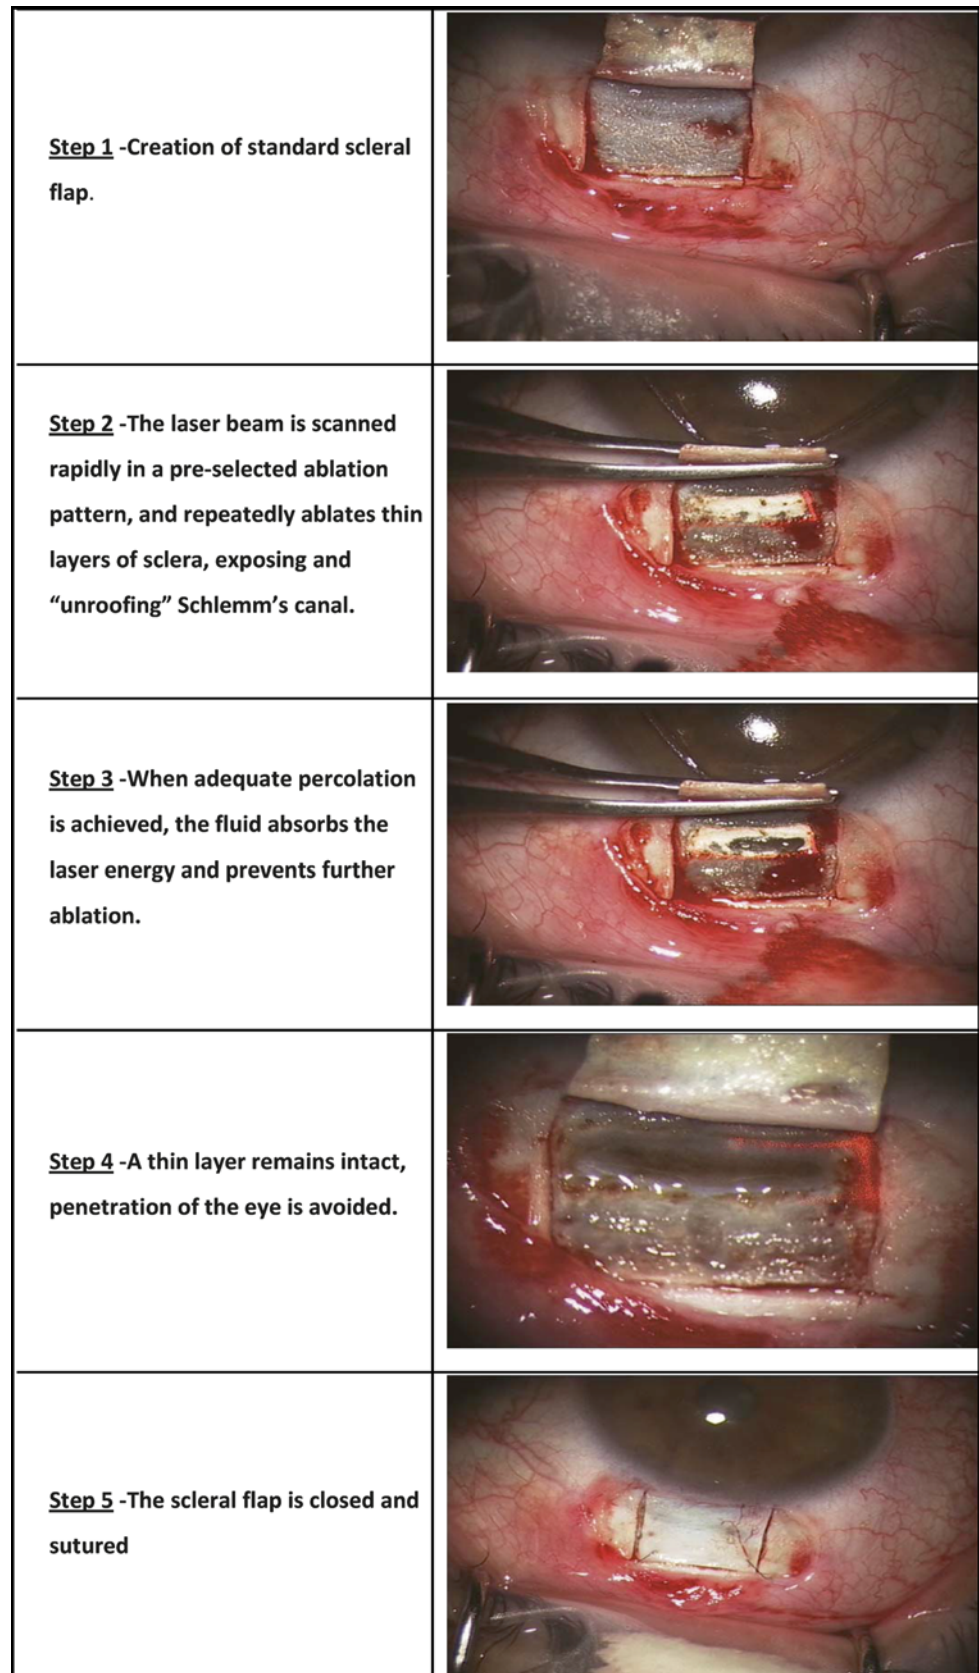 Step 1 -Creation of standard scleral
flap.
Step 2 -The laser beam is scanned
rapidly in a pre-selected ablation
pattern, and repeatedly ablates thin
layers of sclera, exposing and
“unroofing” Schlemm’s canal.
Step 3 -When adequate percolation
is achieved, the fluid absorbs the
laser energy and prevents further
ablation.
Step 4 -A thin layer remains intact,
penetration of the eye is avoided.
Step 5 -The scleral flap is closed and
sutured